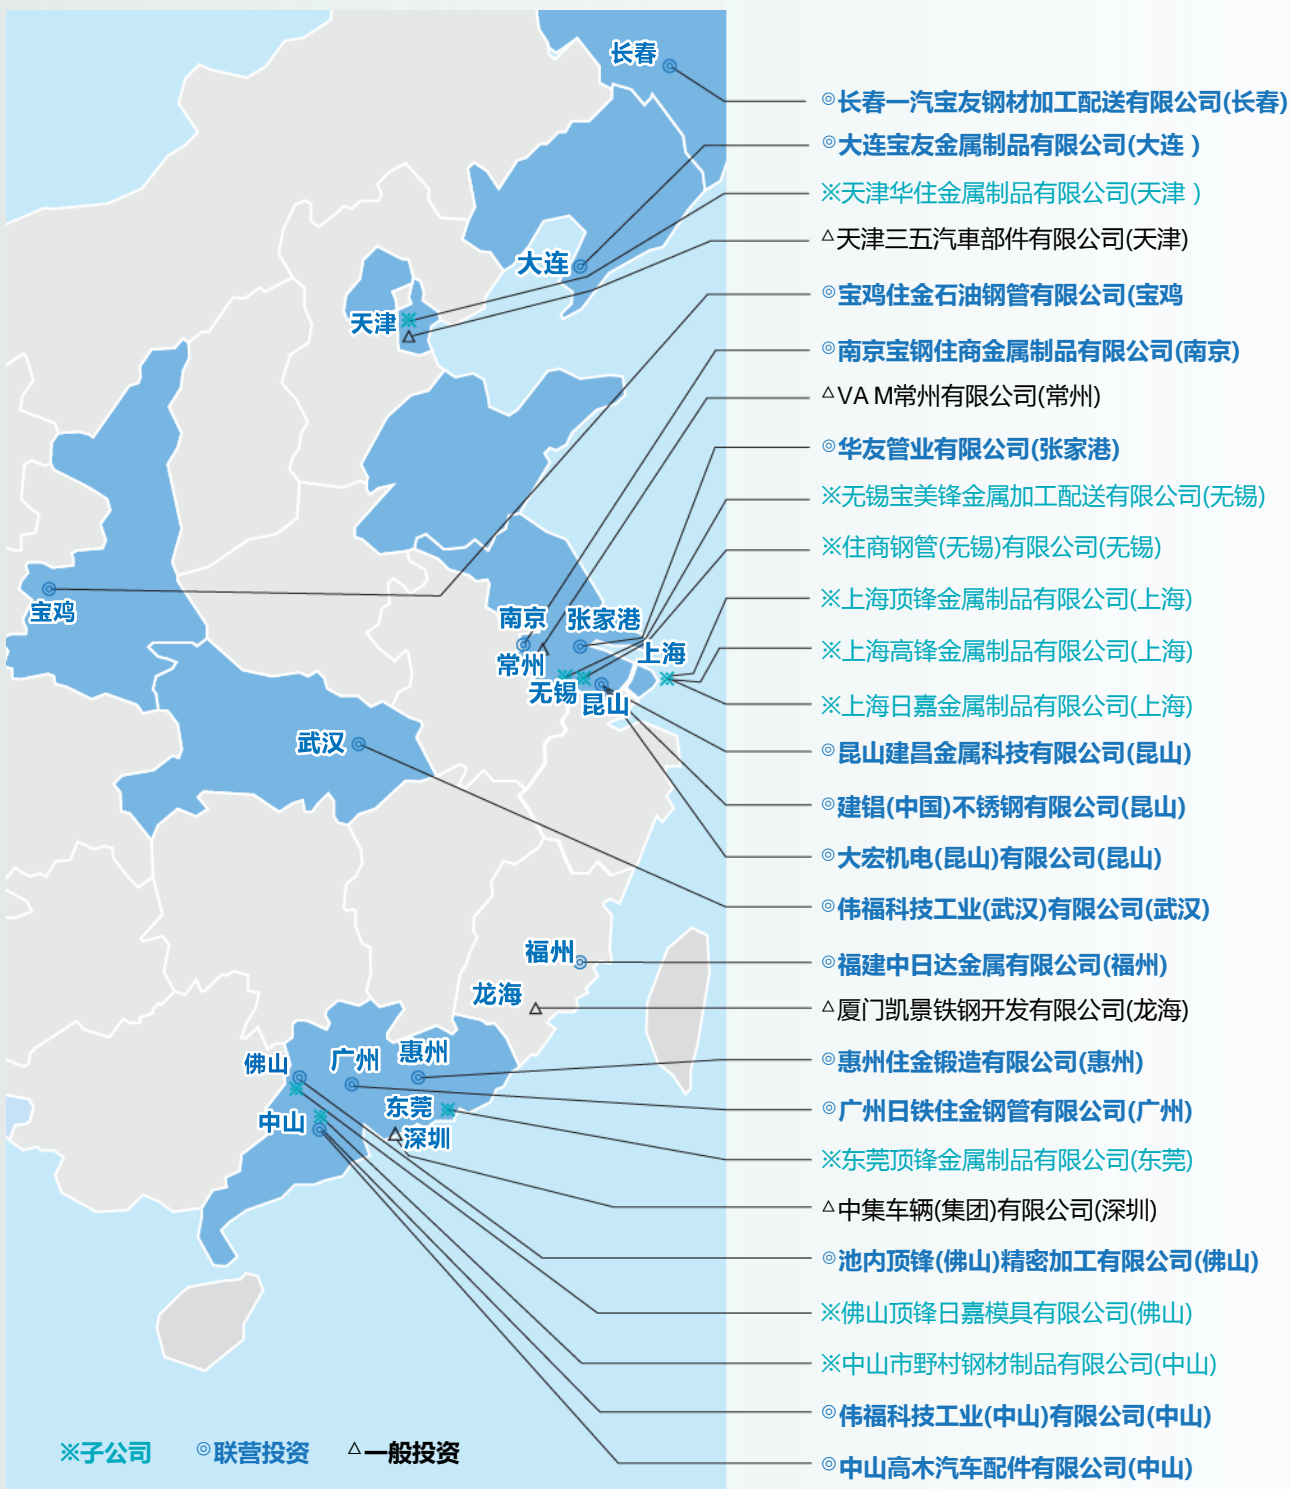 长春
◎长春一汽宝友钢材加工配送有限公司(长春)
◎大连宝友金属制品有限公司(大连 )
※天津华住金属制品有限公司(天津 )
△天津三五汽車部件有限公司(天津)
大连
◎宝鸡住金石油钢管有限公司(宝鸡
天津
◎南京宝钢住商金属制品有限公司(南京)
△VA M常州有限公司(常州)
◎华友管业有限公司(张家港)
※无锡宝美锋金属加工配送有限公司(无锡)
※住商钢管(无锡)有限公司(无锡)
宝鸡
南京
张家港
※上海顶锋金属制品有限公司(上海)
常州
上海
※上海高锋金属制品有限公司(上海)
无锡
昆山
※上海日嘉金属制品有限公司(上海)
武汉
◎昆山建昌金属科技有限公司(昆山)
◎建锠(中国)不锈钢有限公司(昆山)
◎大宏机电(昆山)有限公司(昆山)
◎伟福科技工业(武汉)有限公司(武汉)
福州
◎福建中日达金属有限公司(福州)
龙海
△厦门凯景铁钢开发有限公司(龙海)
佛山
广州
惠州
◎惠州住金锻造有限公司(惠州)
中山
东莞
◎广州日铁住金钢管有限公司(广州)
深圳
※东莞顶锋金属制品有限公司(东莞)
△中集车辆(集团)有限公司(深圳)
◎池内顶锋(佛山)精密加工有限公司(佛山)
※佛山顶锋日嘉模具有限公司(佛山)
※中山市野村钢材制品有限公司(中山)
◎伟福科技工业(中山)有限公司(中山)
※子公司 ◎联营投资 △一般投资
◎中山高木汽车配件有限公司(中山)